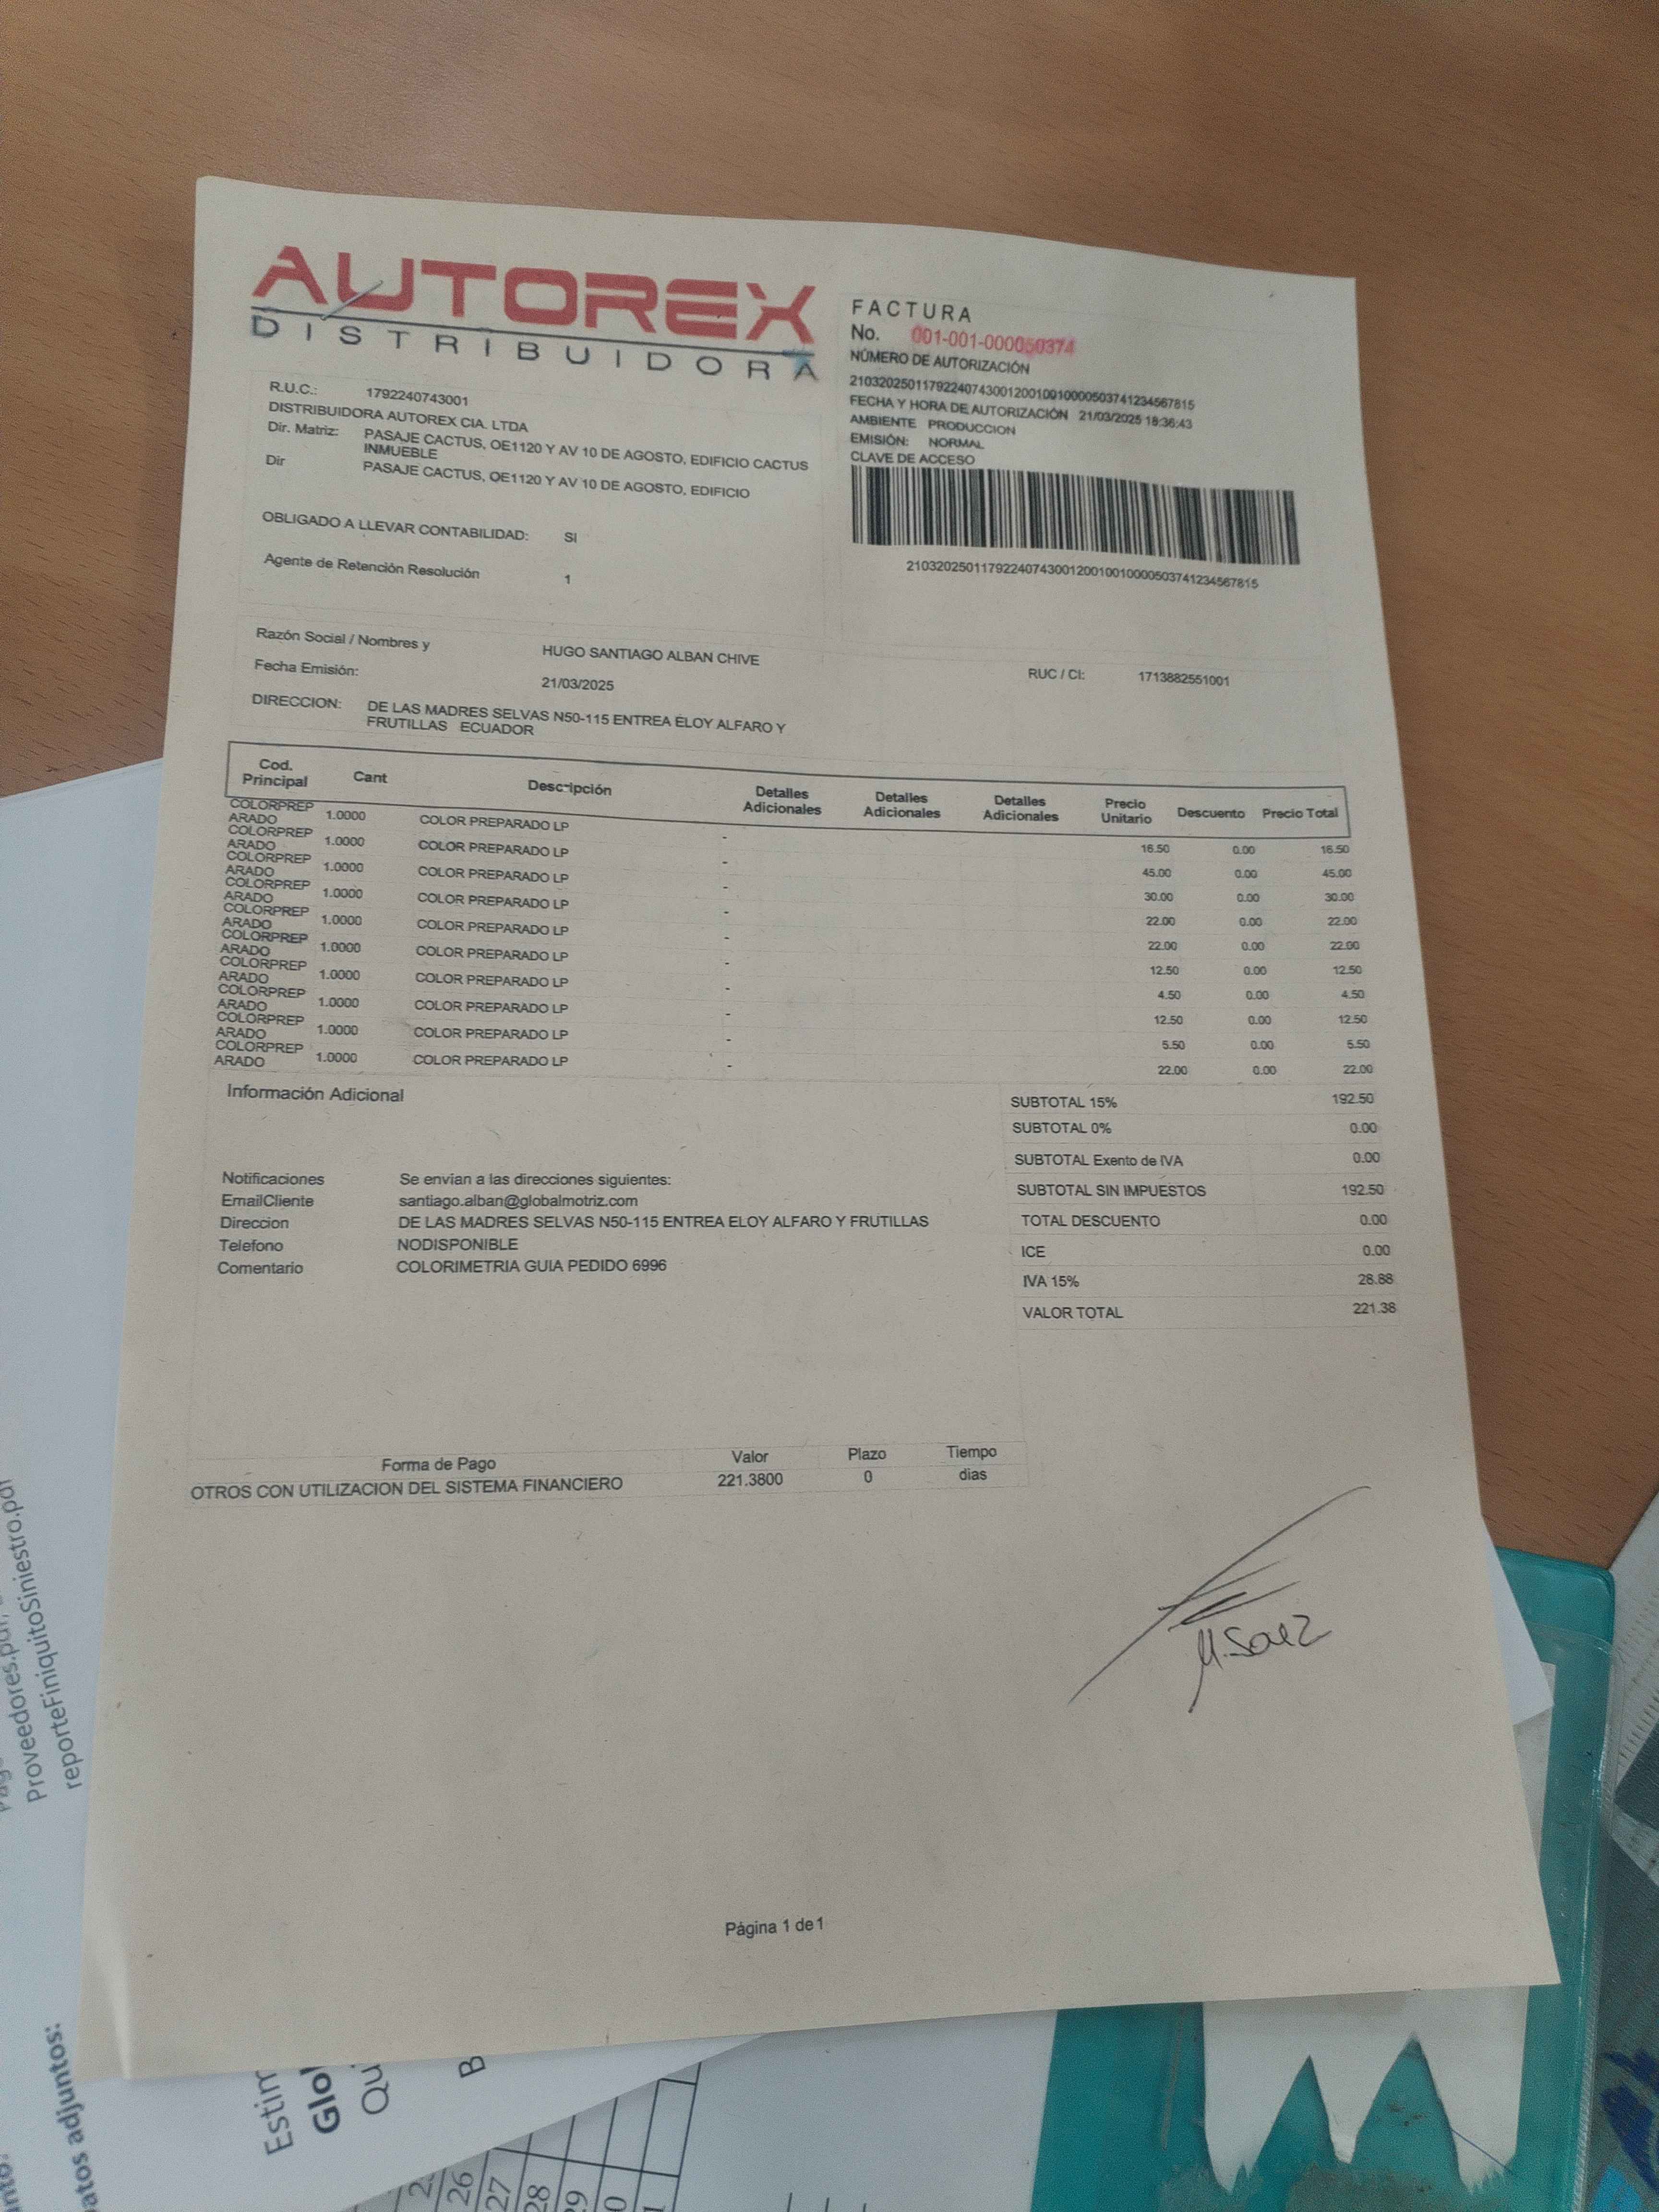 AUTOREX
DISTRIBUIDORA
R.U.C.: 1792240743001
DISTRIBUIDORA AUTOREX CIA. LTDA
Dir. Matriz: PASAJE CACTUS, OE1120 Y AV 10 DE AGOSTO, EDIFICIO CACTUS
INMUEBLE
Dir PASAJE CACTUS, OE1120 Y AV 10 DE AGOSTO, EDIFICIO
OBLIGADO A LLEVAR CONTABILIDAD: SI
Agente de Retención Resolución 1
FACTURA
No. 001-001-000050374
NÚMERO DE AUTORIZACIÓN
2103202501179224074300120010010000503741234567815
FECHA Y HORA DE AUTORIZACIÓN 21/03/2025 18:36:43
AMBIENTE PRODUCCION
EMISIÓN: NORMAL
CLAVE DE ACCESO
2103202501179224074300120010010000503741234567815
Razón Social / Nombres y HUGO SANTIAGO ALBAN CHIVE
Fecha Emisión: 21/03/2025
RUC / CI: 1713882551001
DIRECCION: DE LAS MADRES SELVAS N50-115 ENTREA ELOY ALFARO Y
FRUTILLAS ECUADOR
Cod. Principal Cant Descripción Detalles Adicionales Detalles Adicionales Detalles Adicionales Precio Unitario Descuento Precio Total
COLORPREPARADO 1.0000 COLOR PREPARADO LP - 16.50 0.00 16.50
COLORPREPARADO 1.0000 COLOR PREPARADO LP - 45.00 0.00 45.00
COLORPREPARADO 1.0000 COLOR PREPARADO LP - 30.00 0.00 30.00
COLORPREPARADO 1.0000 COLOR PREPARADO LP - 22.00 0.00 22.00
COLORPREPARADO 1.0000 COLOR PREPARADO LP - 22.00 0.00 22.00
COLORPREPARADO 1.0000 COLOR PREPARADO LP - 12.50 0.00 12.50
COLORPREPARADO 1.0000 COLOR PREPARADO LP - 4.50 0.00 4.50
COLORPREPARADO 1.0000 COLOR PREPARADO LP - 12.50 0.00 12.50
COLORPREPARADO 1.0000 COLOR PREPARADO LP - 5.50 0.00 5.50
COLORPREPARADO 1.0000 COLOR PREPARADO LP - 22.00 0.00 22.00
Información Adicional
Notificaciones Se envían a las direcciones siguientes:
EmailCliente santiago.alban@globalmotriz.com
Direccion DE LAS MADRES SELVAS N50-115 ENTREA ELOY ALFARO Y FRUTILLAS
Telefono NODISPONIBLE
Comentario COLORIMETRIA GUIA PEDIDO 6996
SUBTOTAL 15% 192.50
SUBTOTAL 0% 0.00
SUBTOTAL Exento de IVA 0.00
SUBTOTAL SIN IMPUESTOS 192.50
TOTAL DESCUENTO 0.00
ICE 0.00
IVA 15% 28.88
VALOR TOTAL 221.38
Forma de Pago Valor Plazo Tiempo
OTROS CON UTILIZACION DEL SISTEMA FINANCIERO 221.3800 0 dias
M. Saez
Página 1 de 1
Proveedores.pdf,
reporteFiniquitoSiniestro.pdf
atos adjuntos:
Estim
Glo
Qu
B
26
27
28